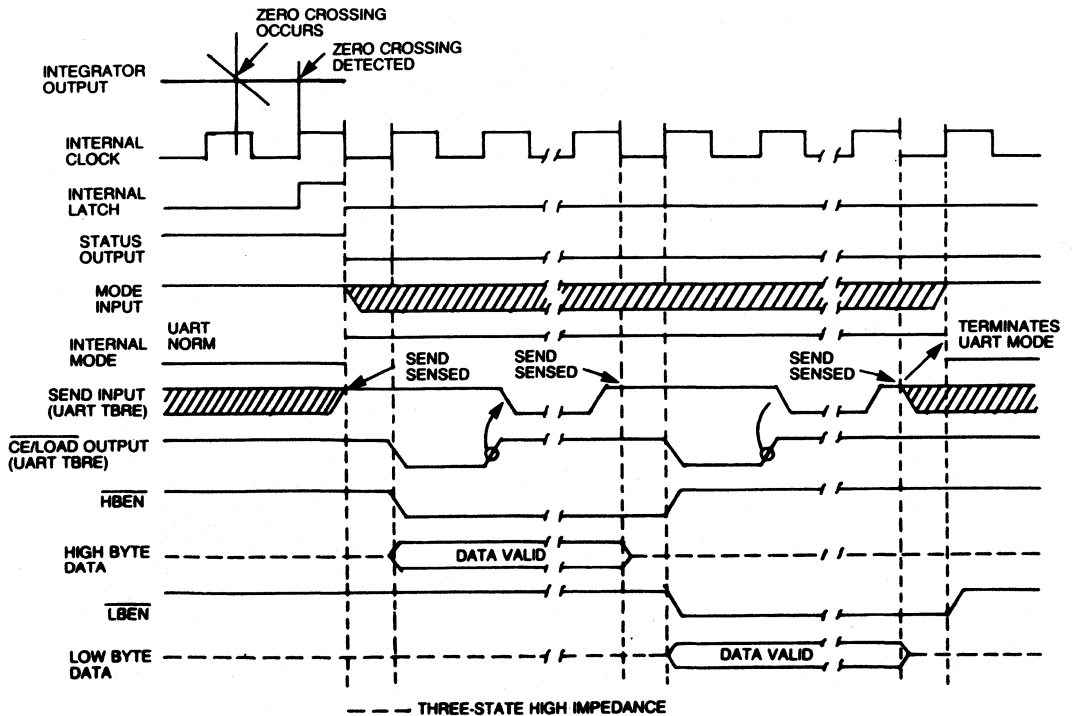 ZERO CROSSING
OCCURS
ZERO CROSSING
DETECTED
INTEGRATOR
OUTPUT
INTERNAL
CLOCK
INTERNAL
LATCH
STATUS
OUTPUT
MODE
INPUT
INTERNAL
MODE
UART
NORM
TERMINATES
UART MODE
SEND
SENSED
SEND
SENSED
SEND
SENSED
SEND INPUT
(UART TBRE)
CE/LOAD OUTPUT
(UART TBRE)
HBEN
HIGH BYTE
DATA
DATA VALID
LBEN
LOW BYTE
DATA
DATA VALID
THREE-STATE HIGH IMPEDANCE